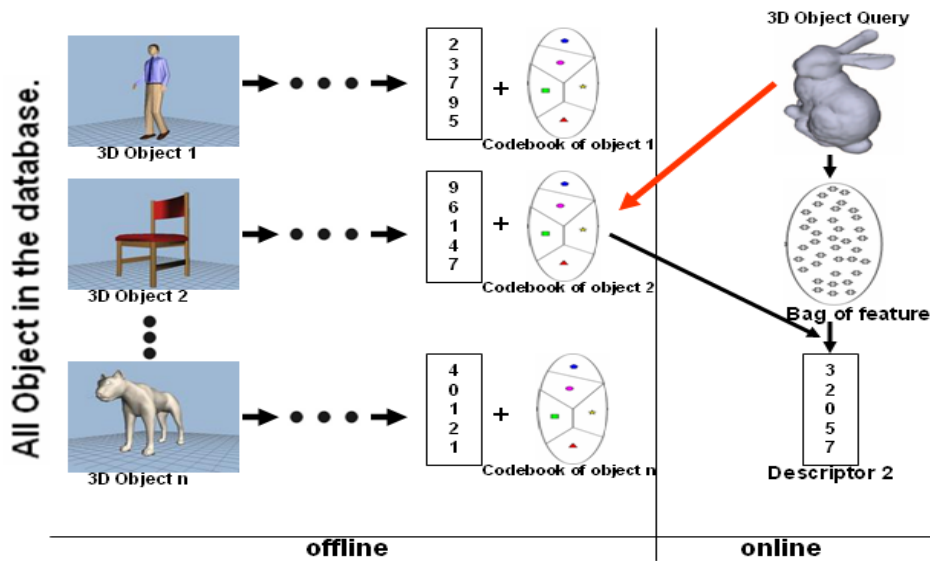 All Object in the database.
3D Object 1
2
3
7
9
5
+
Codebook of object 1
3D Object 2
9
6
1
4
7
+
Codebook of object 2
3D Object n
4
0
1
2
1
+
Codebook of object n
offline
3D Object Query
Bag of feature
3
2
0
5
7
Descriptor 2
online